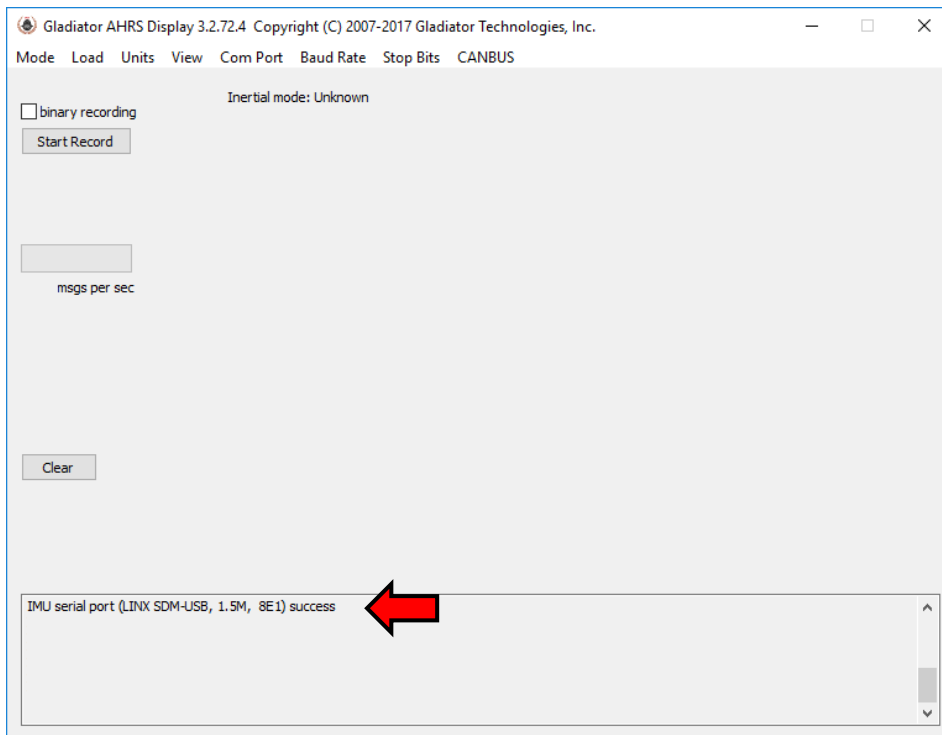 Gladiator AHRS Display 3.2.72.4 Copyright (C) 2007-2017 Gladiator Technologies, Inc.
Mode Load Units View Com Port Baud Rate Stop Bits CANBUS
Inertial mode: Unknown
binary recording
Start Record
msgs per sec
Clear
IMU serial port (LINX SDM-USB, 1.5M, 8E1) success